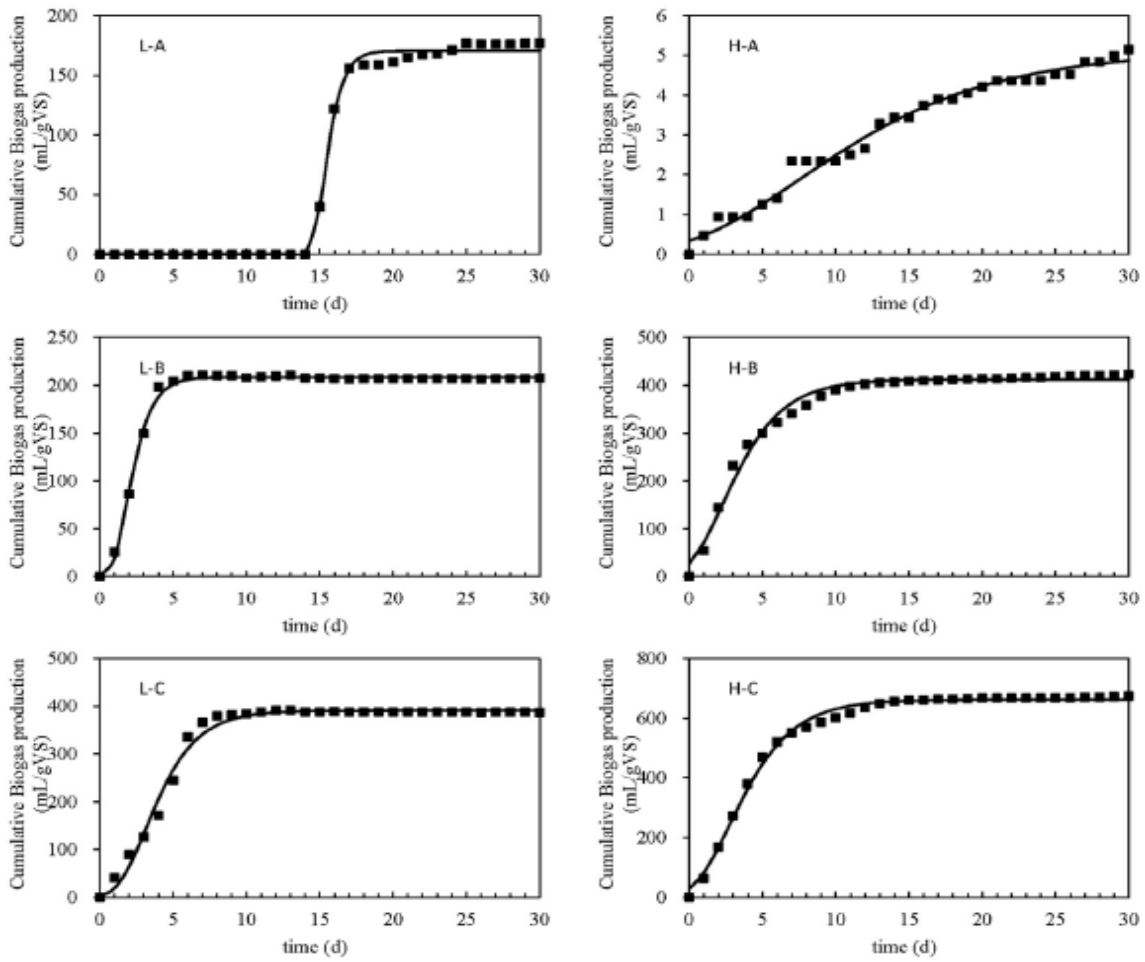 Cumulative Biogas production
(mL/gVS)
200
150
100
50
0
L-A
0 5 10 15 20 25 30
time (d)
Cumulative Biogas production
(mL/gVS)
6
5
4
3
2
1
0
H-A
0 5 10 15 20 25 30
time (d)
Cumulative Biogas production
(mL/gVS)
250
200
150
100
50
0
L-B
0 5 10 15 20 25 30
time (d)
Cumulative Biogas production
(mL/gVS)
500
400
300
200
100
0
H-B
0 5 10 15 20 25 30
time (d)
Cumulative Biogas production
(mL/gVS)
500
400
300
200
100
0
L-C
0 5 10 15 20 25 30
time (d)
Cumulative Biogas production
(mL/gVS)
800
600
400
200
0
H-C
0 5 10 15 20 25 30
time (d)